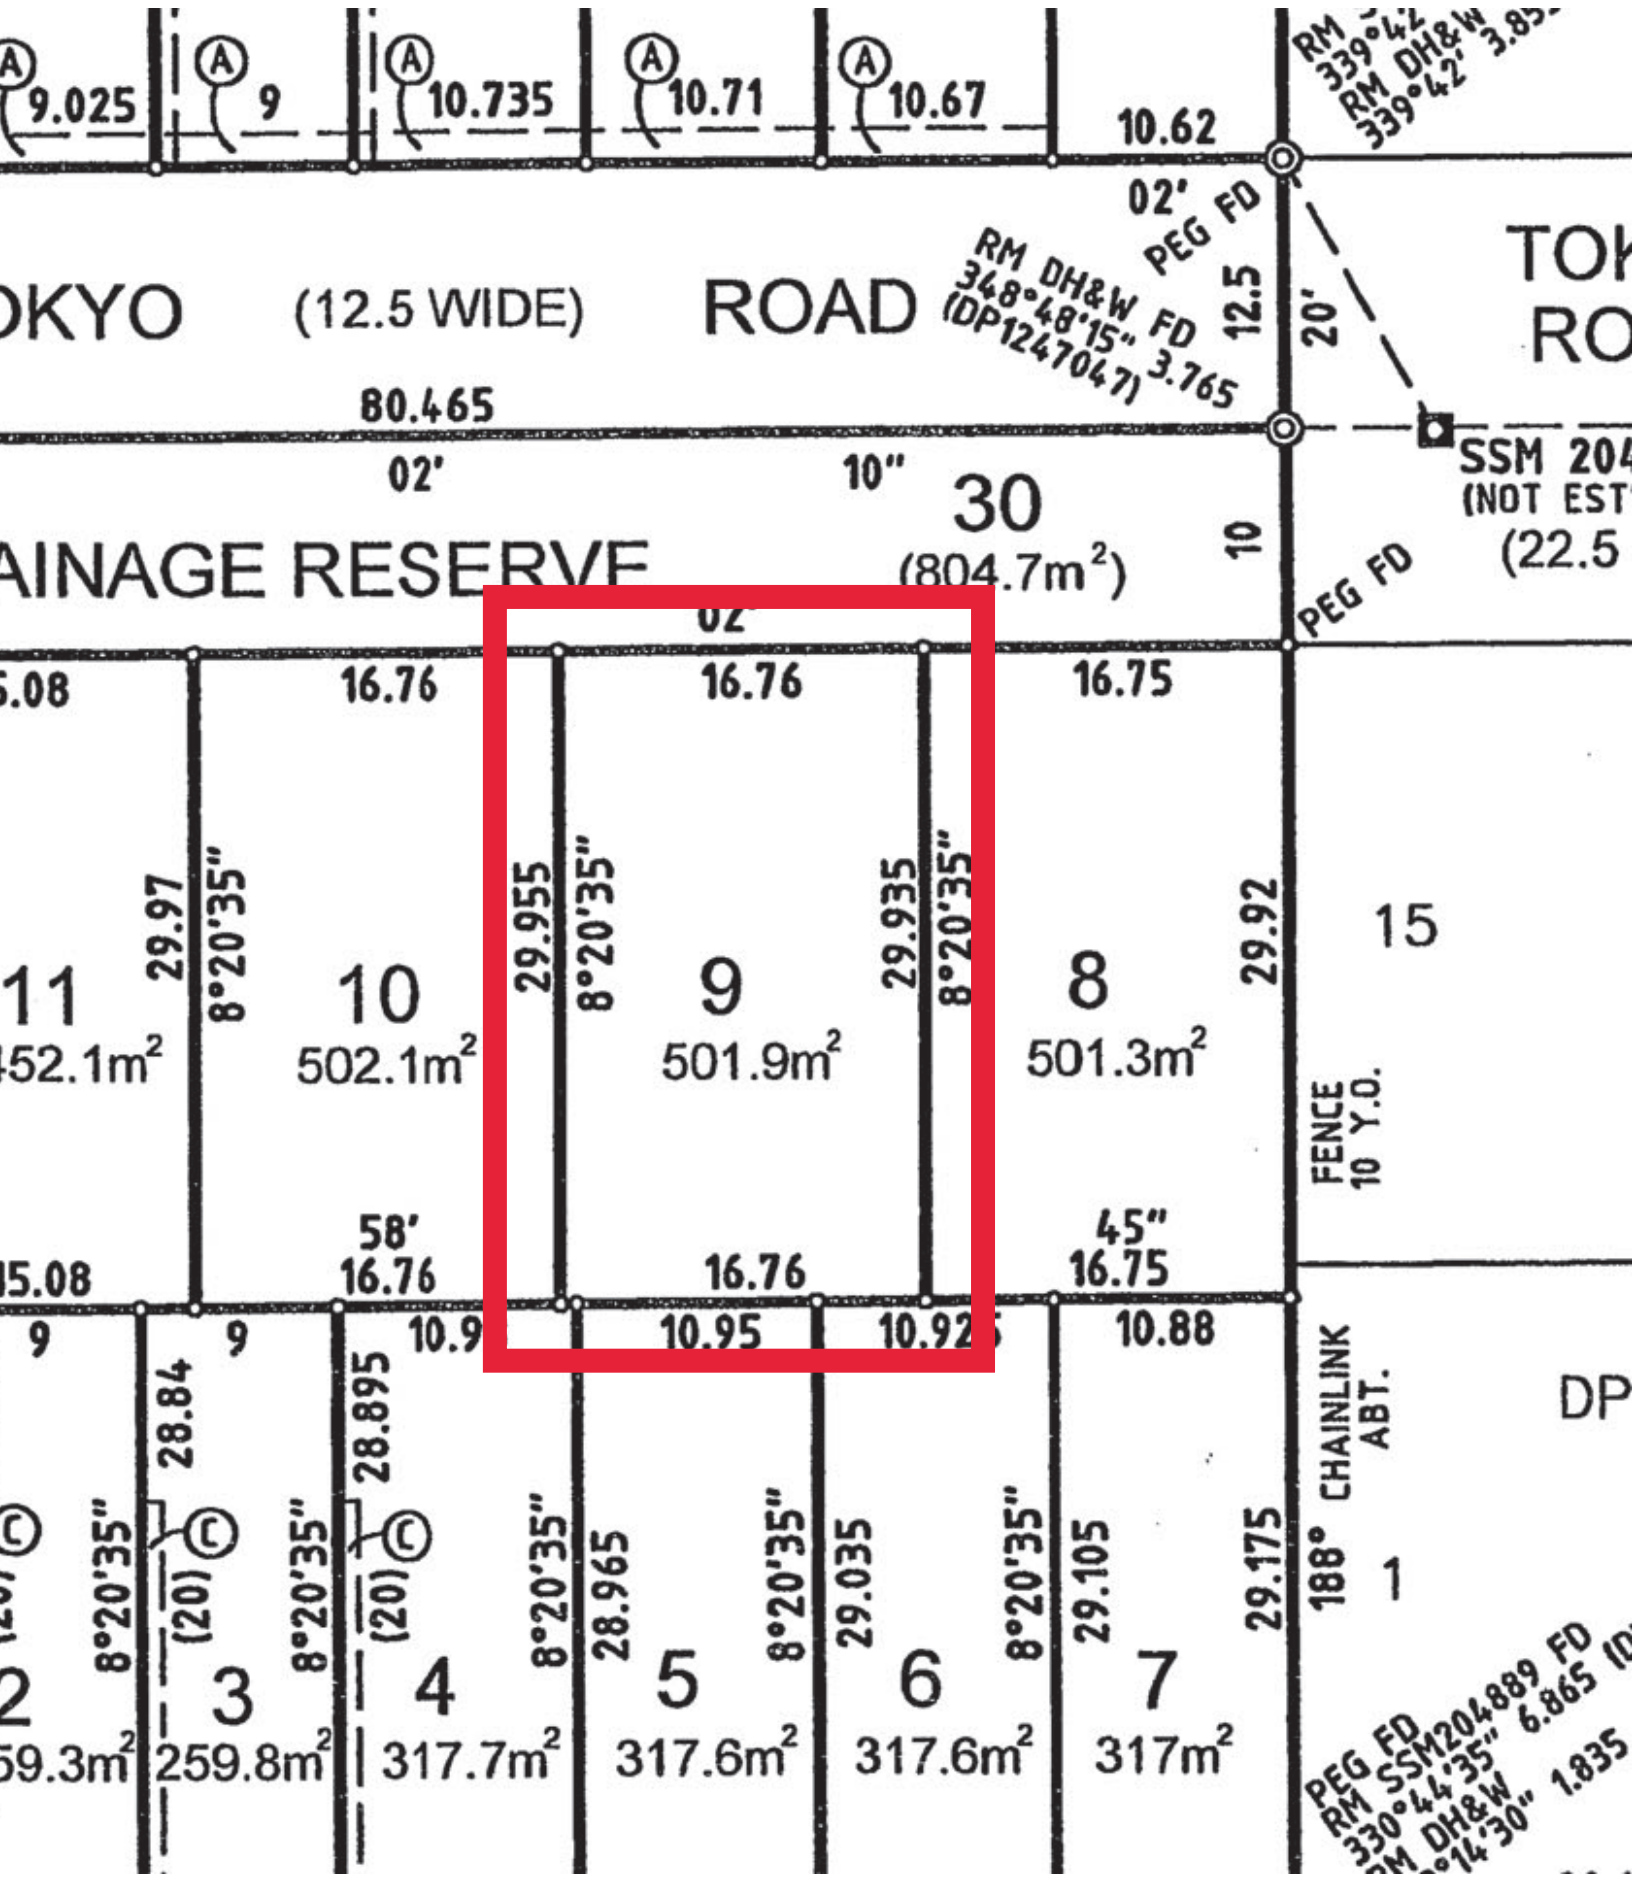 A
9.025
A
9
A
10.735
A
10.71
A
10.67
10.62
RM
339°42'
RM DH&W
339°42' 3.85
02'
PEG FD
RM DH&W FD
348°48'15" 3.765
(DP1247047)
12.5
20'
TOK
RO
OKYO (12.5 WIDE) ROAD
80.465
02' 10"
30
(804.7m²)
10
SSM 204
(NOT EST
(22.5
PEG FD
AINAGE RESERVE
02'
5.08
16.76
16.76
16.75
29.97
8°20'35"
29.955
8°20'35"
29.935
8°20'35"
29.92
11
452.1m²
10
502.1m²
9
501.9m²
8
501.3m²
15
FENCE
10 Y.O.
58'
45"
15.08
16.76
16.76
16.75
9
9
10.9
10.95
10.925
10.88
28.84
28.895
CHAINLINK
ABT.
DP
C
8°20'35"
C
(20)
8°20'35"
C
(20)
8°20'35"
28.965
8°20'35"
29.035
8°20'35"
29.105
29.175
188°
1
2
59.3m²
3
259.8m²
4
317.7m²
5
317.6m²
6
317.6m²
7
317m²
PEG FD
RM SSM204889 FD
330°44'35" 6.865 (D
RM DH&W
°14'30" 1.835